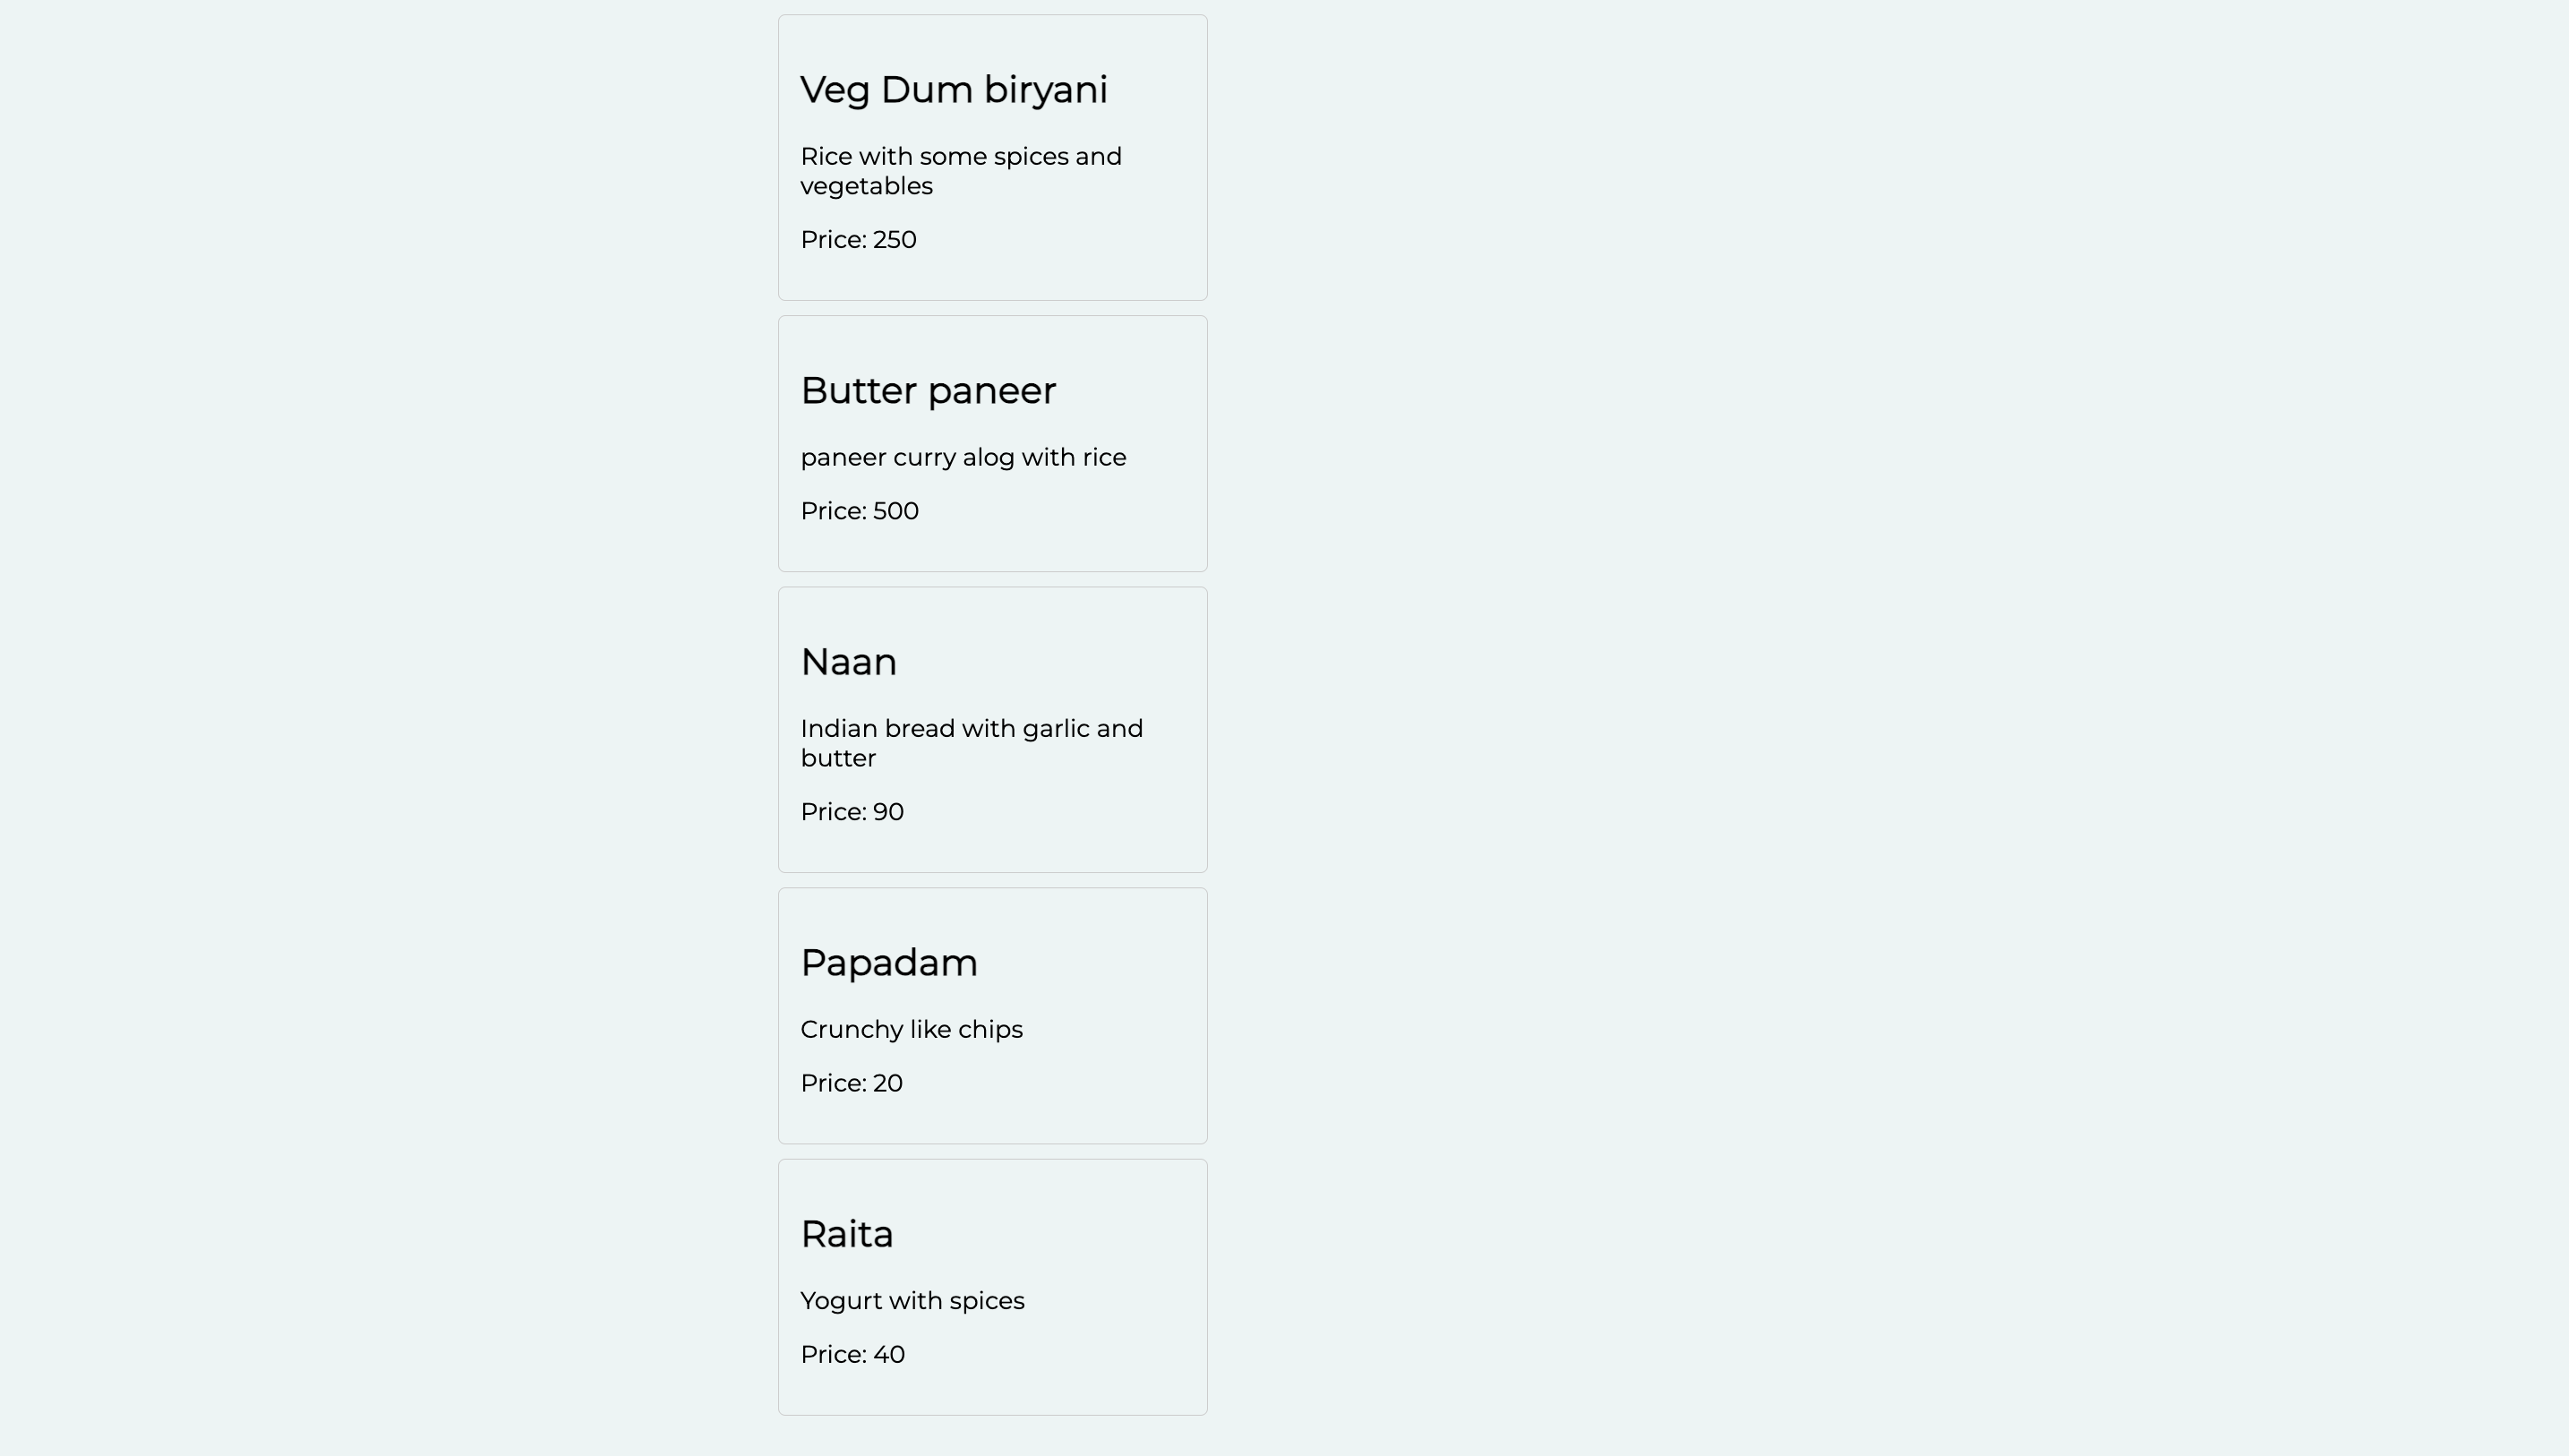 Veg Dum biryani
Rice with some spices and
vegetables
Price: 250
Butter paneer
paneer curry alog with rice
Price: 500
Naan
Indian bread with garlic and
butter
Price: 90
Papadam
Crunchy like chips
Price: 20
Raita
Yogurt with spices
Price: 40